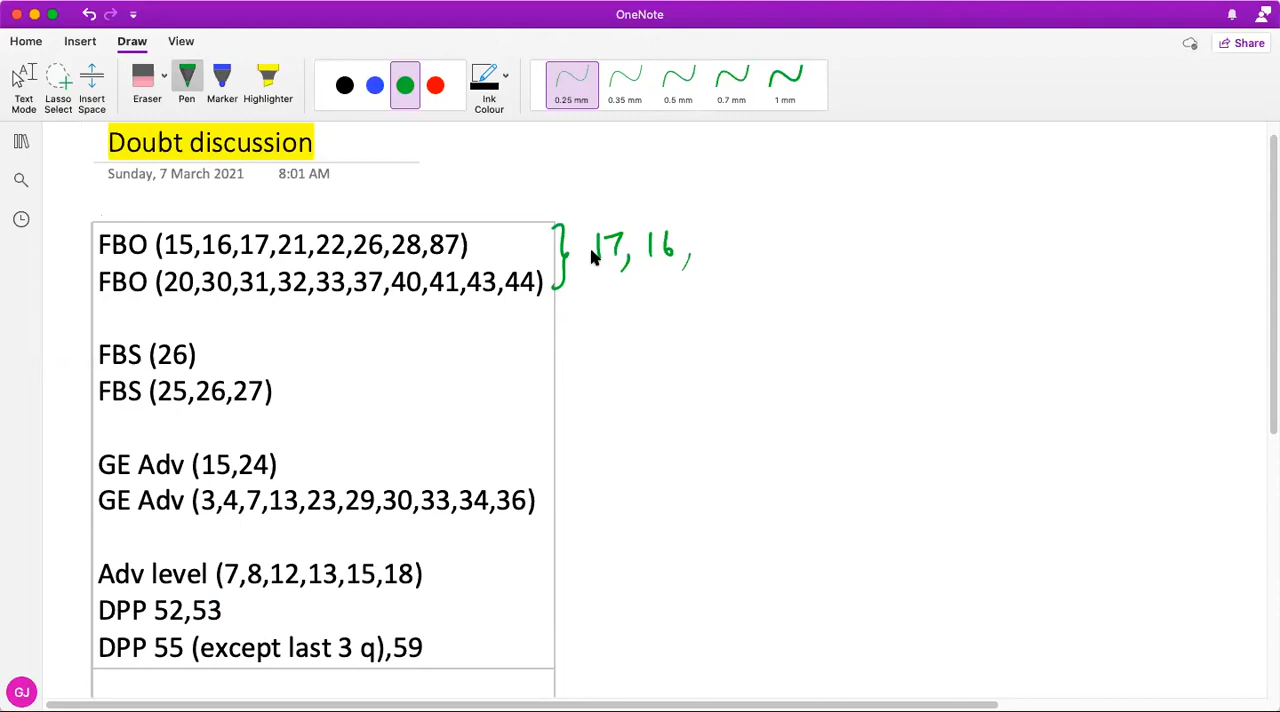 OneNote
Home Insert Draw View
Share
Text Mode
Lasso Select
Insert Space
Eraser
Pen
Marker
Highlighter
Ink Colour
0.25 mm
0.35 mm
0.5 mm
0.7 mm
1 mm
Doubt discussion
Sunday, 7 March 2021 8:01 AM
FBO (15,16,17,21,22,26,28,87) 17, 16,
FBO (20,30,31,32,33,37,40,41,43,44)
FBS (26)
FBS (25,26,27)
GE Adv (15,24)
GE Adv (3,4,7,13,23,29,30,33,34,36)
Adv level (7,8,12,13,15,18)
DPP 52,53
DPP 55 (except last 3 q),59
GJ